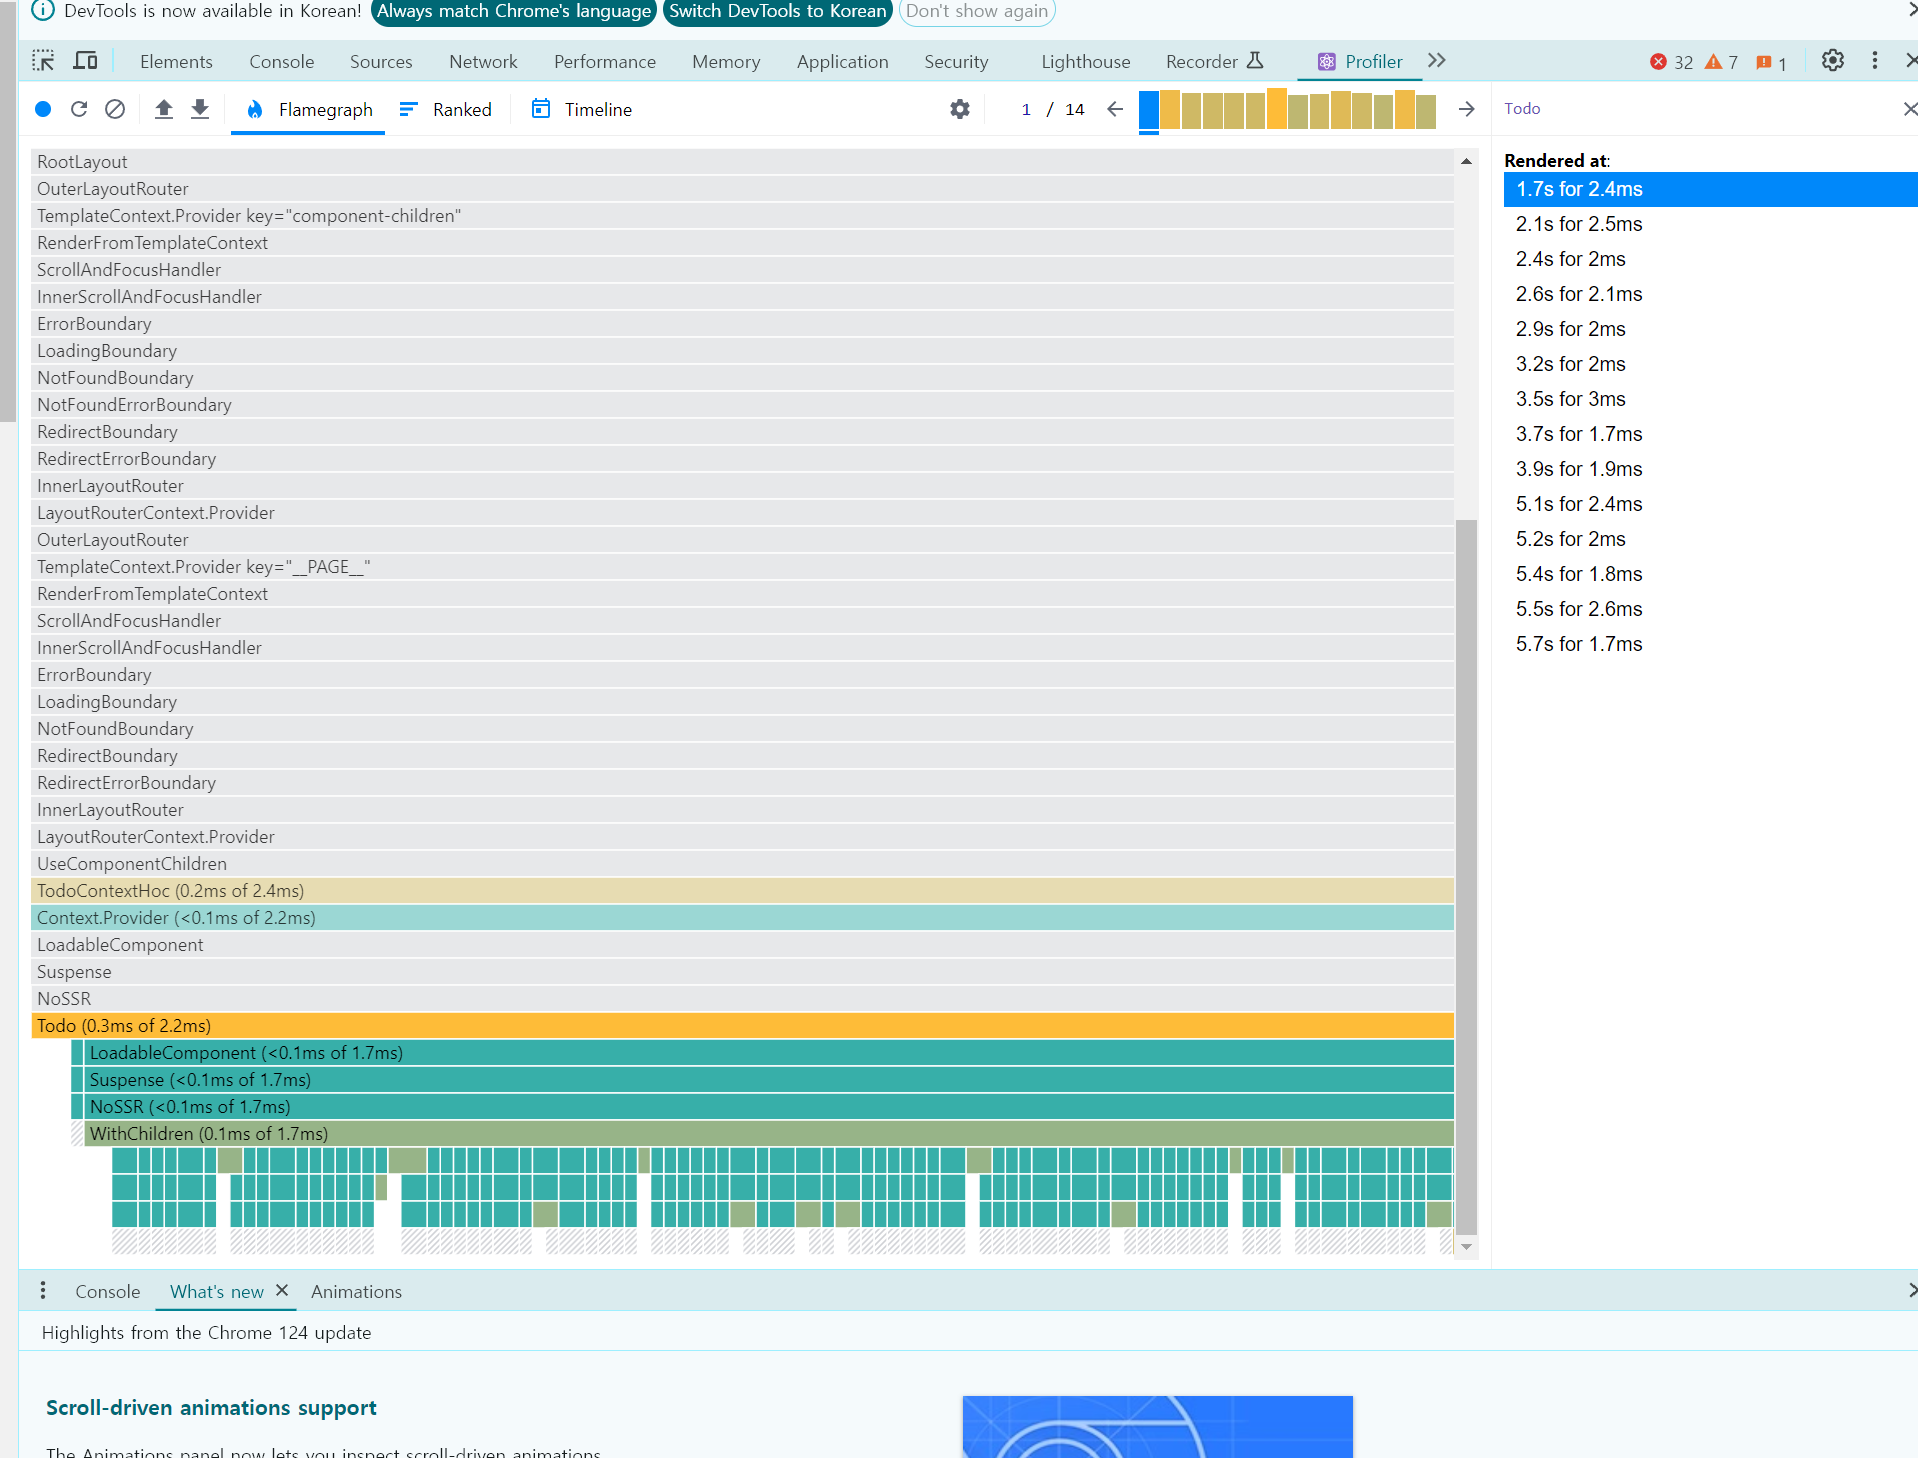 DevTools is now available in Korean! Always match Chrome's language Switch DevTools to Korean Don't show again
Elements Console Sources Network Performance Memory Application Security Lighthouse Recorder Profiler 32 7 1
Flamegraph Ranked Timeline 1 / 14 Todo
RootLayout
OuterLayoutRouter
TemplateContext.Provider key="component-children"
RenderFromTemplateContext
ScrollAndFocusHandler
InnerScrollAndFocusHandler
ErrorBoundary
LoadingBoundary
NotFoundBoundary
NotFoundErrorBoundary
RedirectBoundary
RedirectErrorBoundary
InnerLayoutRouter
LayoutRouterContext.Provider
OuterLayoutRouter
TemplateContext.Provider key="__PAGE__"
RenderFromTemplateContext
ScrollAndFocusHandler
InnerScrollAndFocusHandler
ErrorBoundary
LoadingBoundary
NotFoundBoundary
RedirectBoundary
RedirectErrorBoundary
InnerLayoutRouter
LayoutRouterContext.Provider
UseComponentChildren
TodoContextHoc (0.2ms of 2.4ms)
Context.Provider (<0.1ms of 2.2ms)
LoadableComponent
Suspense
NoSSR
Todo (0.3ms of 2.2ms)
LoadableComponent (<0.1ms of 1.7ms)
Suspense (<0.1ms of 1.7ms)
NoSSR (<0.1ms of 1.7ms)
WithChildren (0.1ms of 1.7ms)
Rendered at:
1.7s for 2.4ms
2.1s for 2.5ms
2.4s for 2ms
2.6s for 2.1ms
2.9s for 2ms
3.2s for 2ms
3.5s for 3ms
3.7s for 1.7ms
3.9s for 1.9ms
5.1s for 2.4ms
5.2s for 2ms
5.4s for 1.8ms
5.5s for 2.6ms
5.7s for 1.7ms
Console What's new Animations
Highlights from the Chrome 124 update
Scroll-driven animations support
The Animations panel now lets you inspect scroll-driven animations